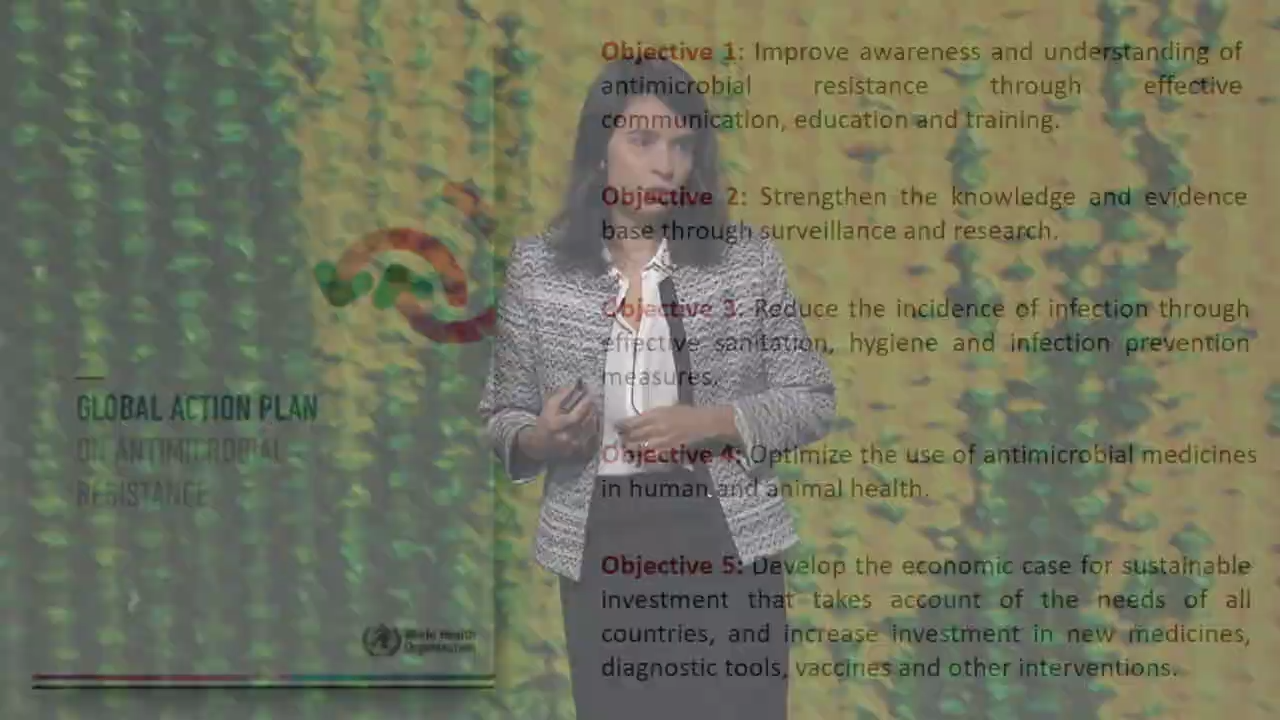 GLOBAL ACTION PLAN
ON ANTIMICROBIAL
RESISTANCE
World Health
Organization
Objective 1: Improve awareness and understanding of
antimicrobial resistance through effective
communication, education and training.
Objective 2: Strengthen the knowledge and evidence
base through surveillance and research.
Objective 3: Reduce the incidence of infection through
effective sanitation, hygiene and infection prevention
measures.
Objective 4: Optimize the use of antimicrobial medicines
in human and animal health.
Objective 5: Develop the economic case for sustainable
investment that takes account of the needs of all
countries, and increase investment in new medicines,
diagnostic tools, vaccines and other interventions.